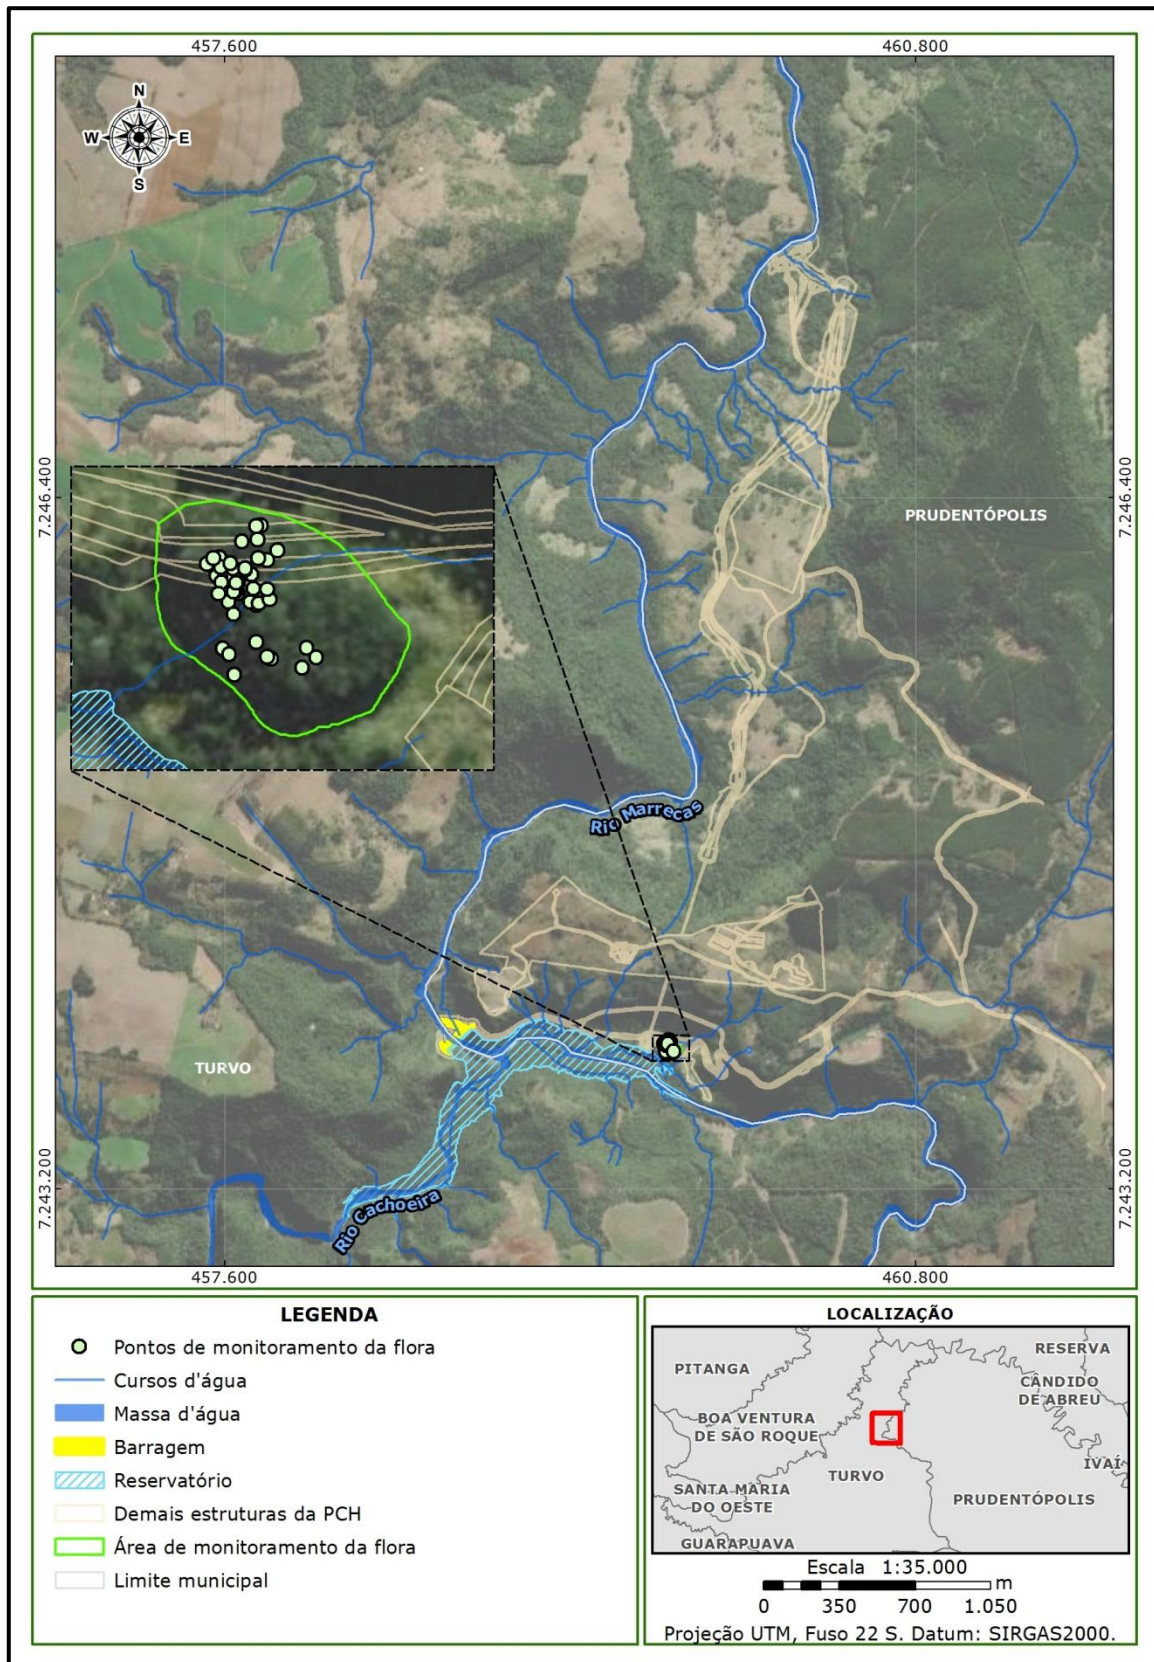 457.600
460.800
N
W
E
S
7.246.400
7.246.400
PRUDENTÓPOLIS
Rio Marrecas
TURVO
7.243.200
7.243.200
Rio Cachoeira
457.600
460.800
LEGENDA
Pontos de monitoramento da flora
Cursos d'água
Massa d'água
Barragem
Reservatório
Demais estruturas da PCH
Área de monitoramento da flora
Limite municipal
LOCALIZAÇÃO
RESERVA
PITANGA
CÂNDIDO
DE ABREU
BOA VENTURA
DE SÃO ROQUE
IVAÍ
TURVO
SANTA MARIA
DO OESTE
PRUDENTÓPOLIS
GUARAPUAVA
Escala 1:35.000
m
0 350 700 1.050
Projeção UTM, Fuso 22 S. Datum: SIRGAS2000.